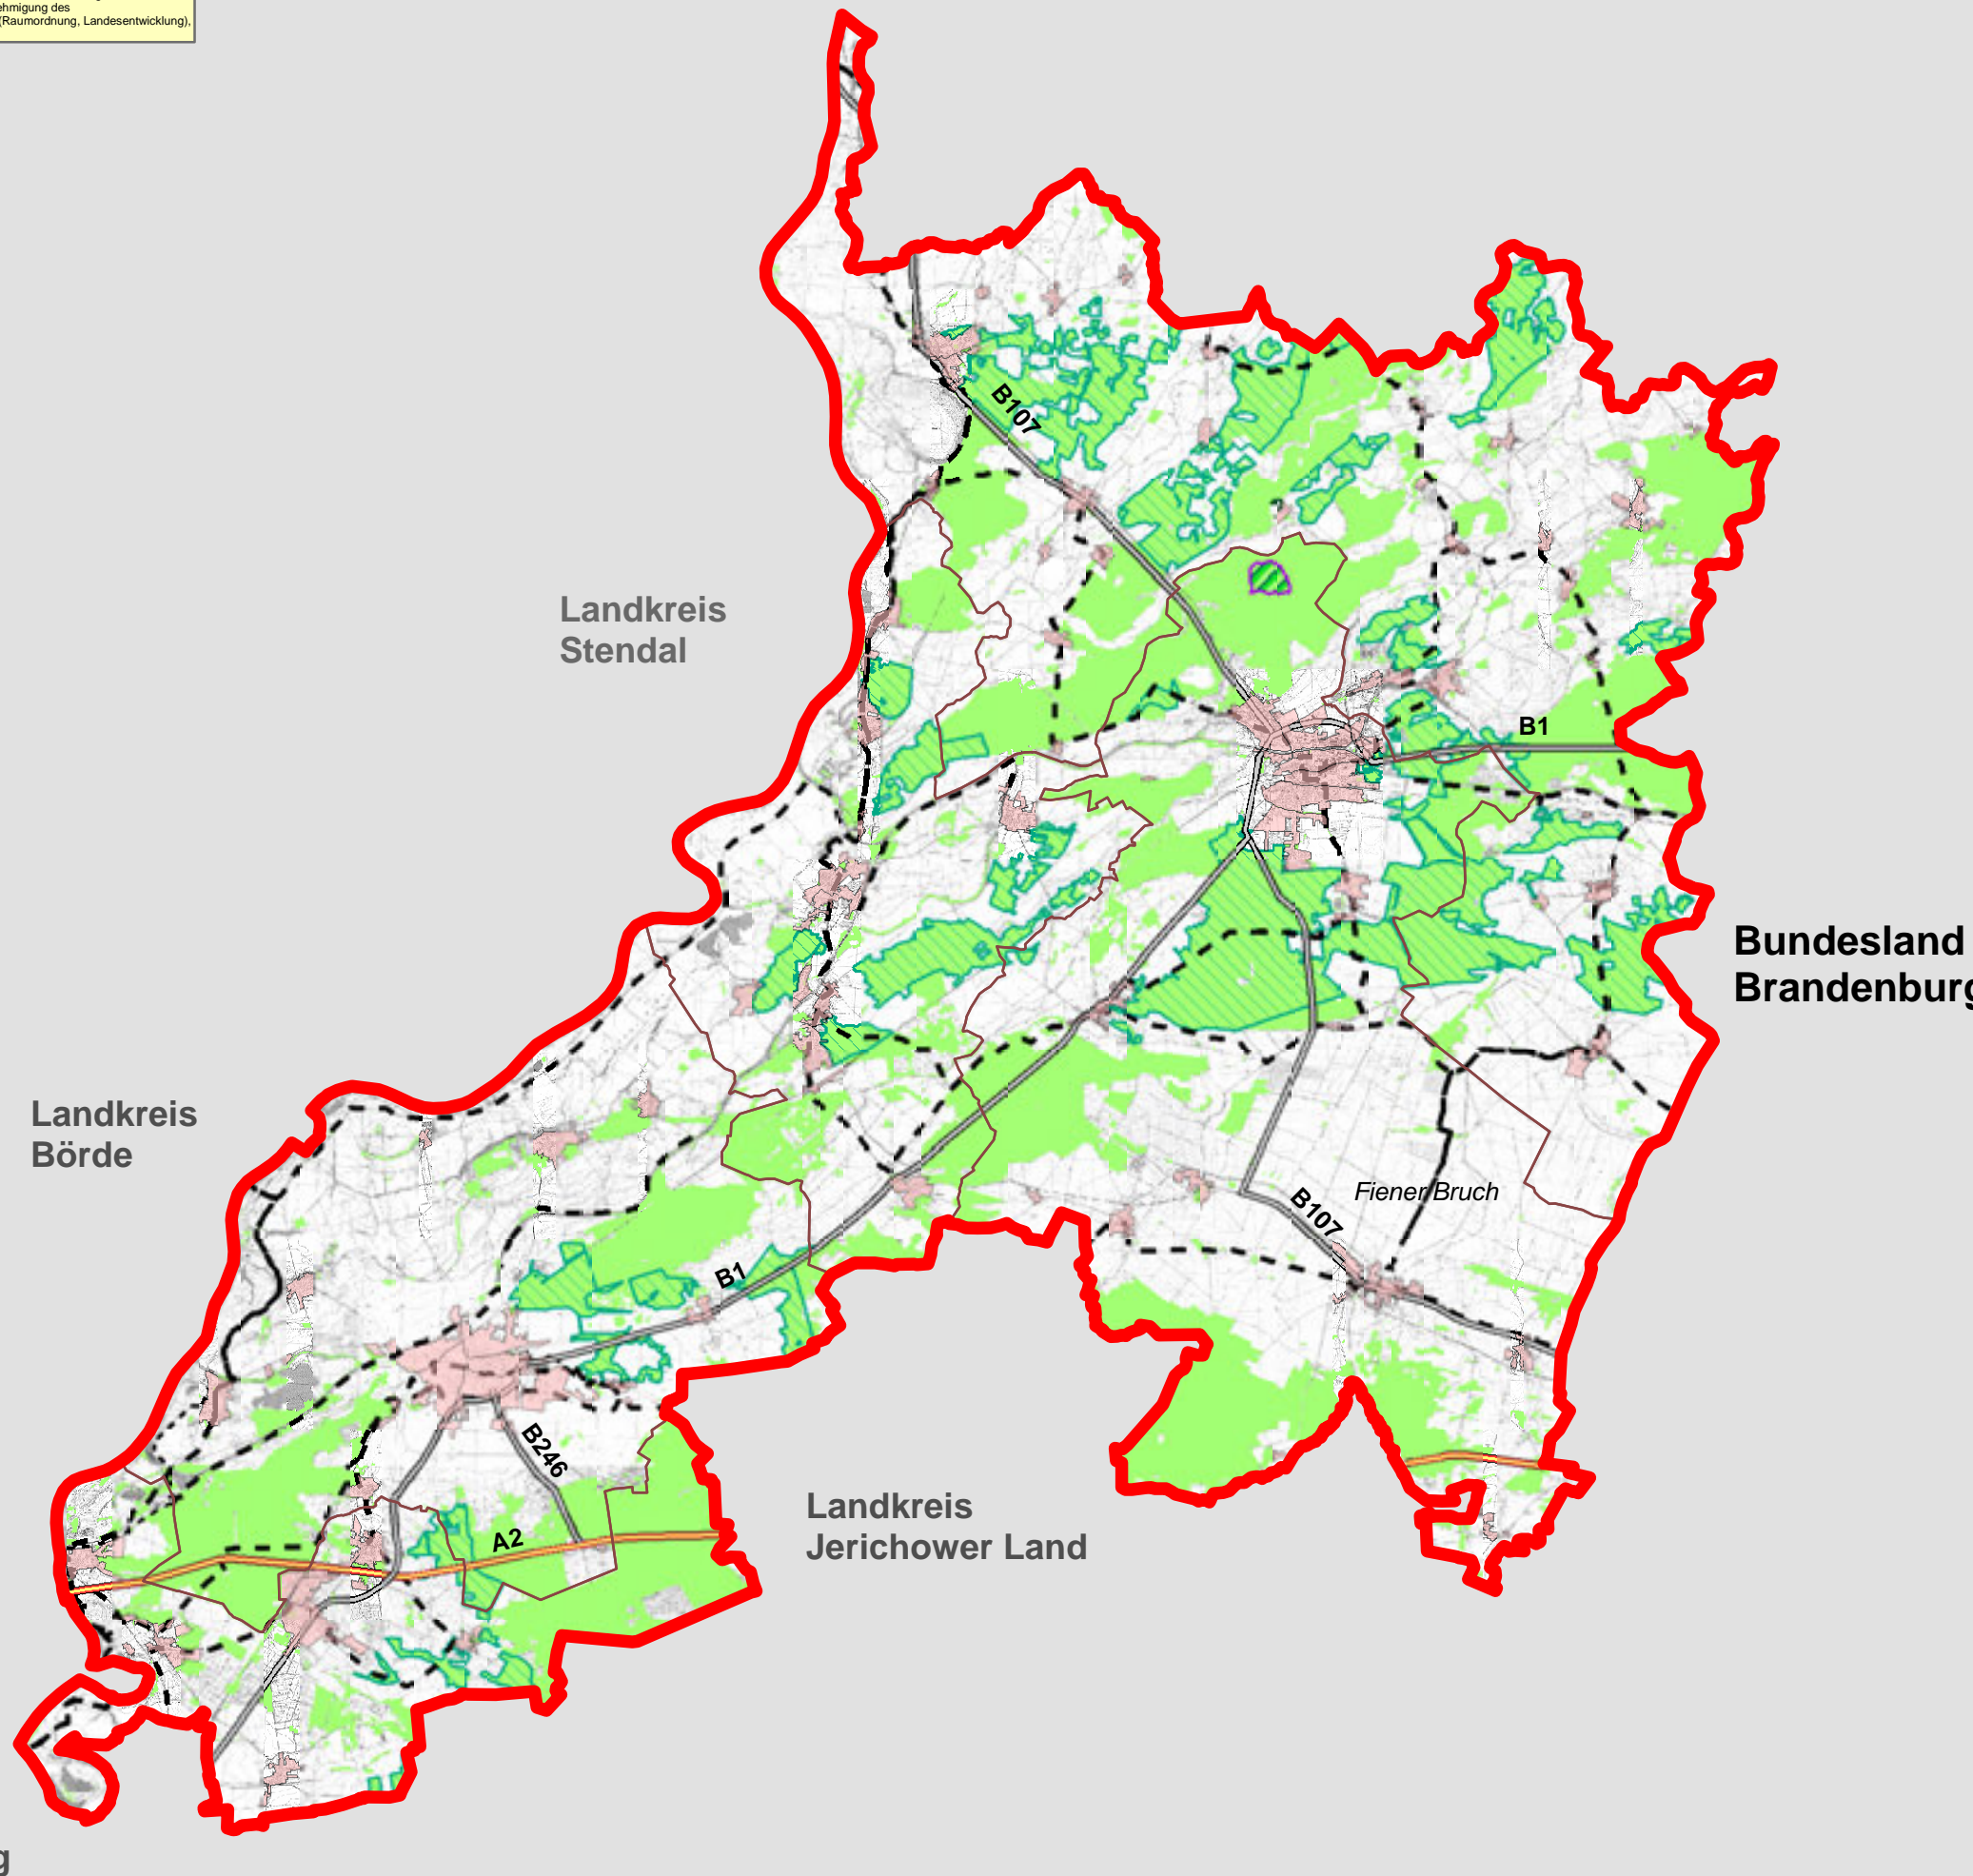 ehmigung des
(Raumordnung, Landesentwicklung),
B107
Landkreis
Stendal
B1
Bundesland
Brandenburg
Landkreis
Börde
Fiener Bruch
B107
B1
B246
A2
Landkreis
Jerichower Land
g